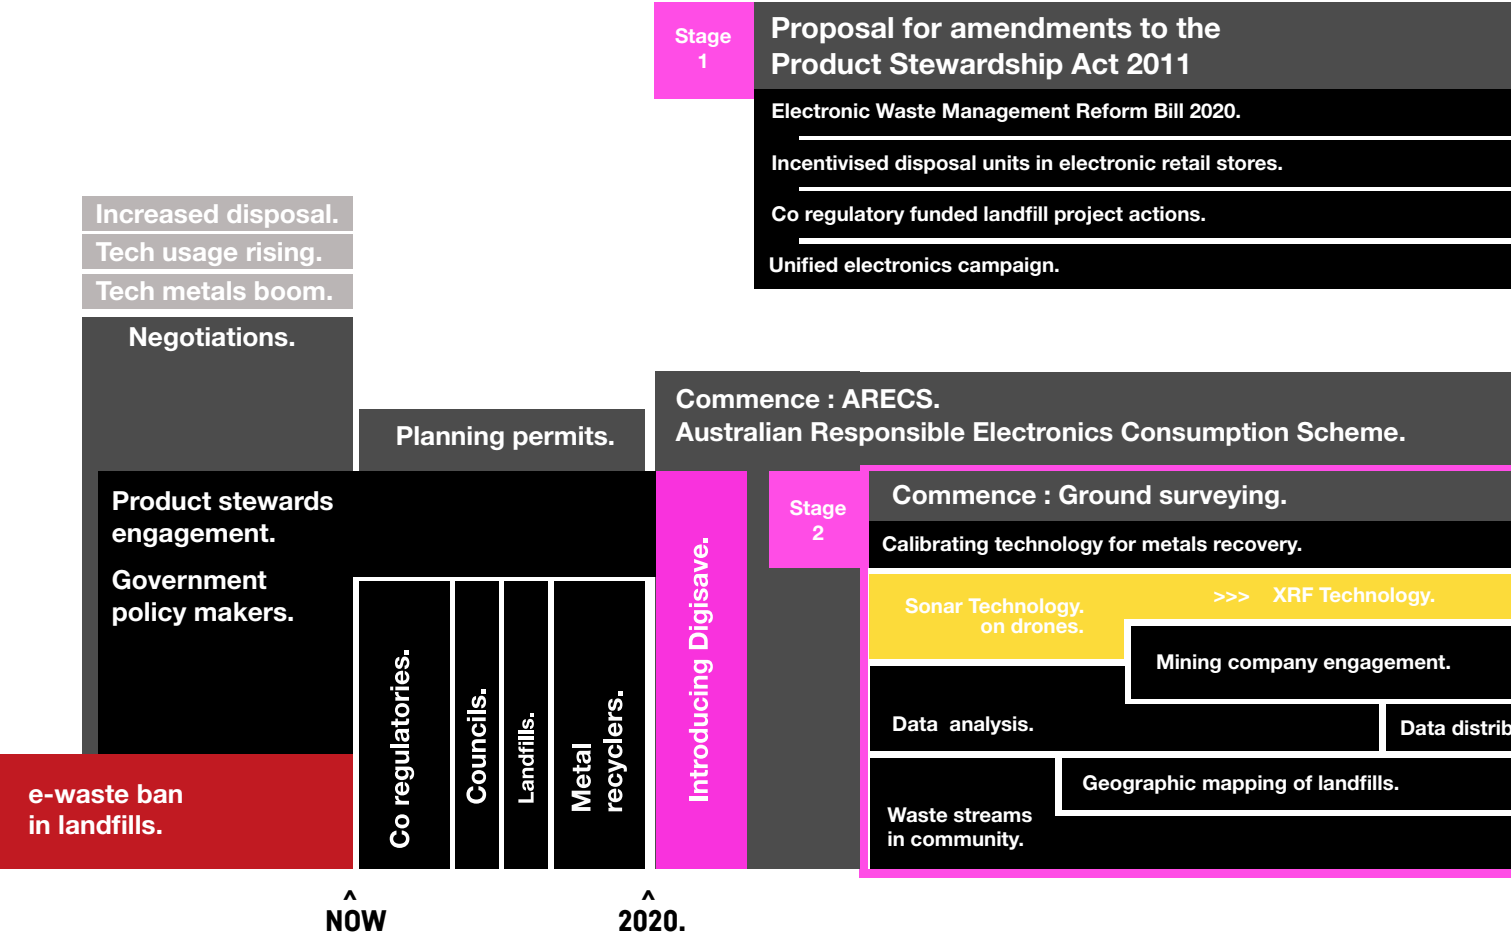 Stage
1
Proposal for amendments to the
Product Stewardship Act 2011
Electronic Waste Management Reform Bill 2020.
Incentivised disposal units in electronic retail stores.
Co regulatory funded landfill project actions.
Unified electronics campaign.
Increased disposal.
Tech usage rising.
Tech metals boom.
Negotiations.
Planning permits.
Product stewards
engagement.
Government
policy makers.
e-waste ban
in landfills.
Co regulatories.
Councils.
Landfills.
Metal
recyclers.
Introducing Digisave.
Commence : ARECS.
Australian Responsible Electronics Consumption Scheme.
Stage
2
Commence : Ground surveying.
Calibrating technology for metals recovery.
Sonar Technology.
on drones.
>>> XRF Technology.
Mining company engagement.
Data analysis.
Data distrib
Geographic mapping of landfills.
Waste streams
in community.
^
NOW
^
2020.